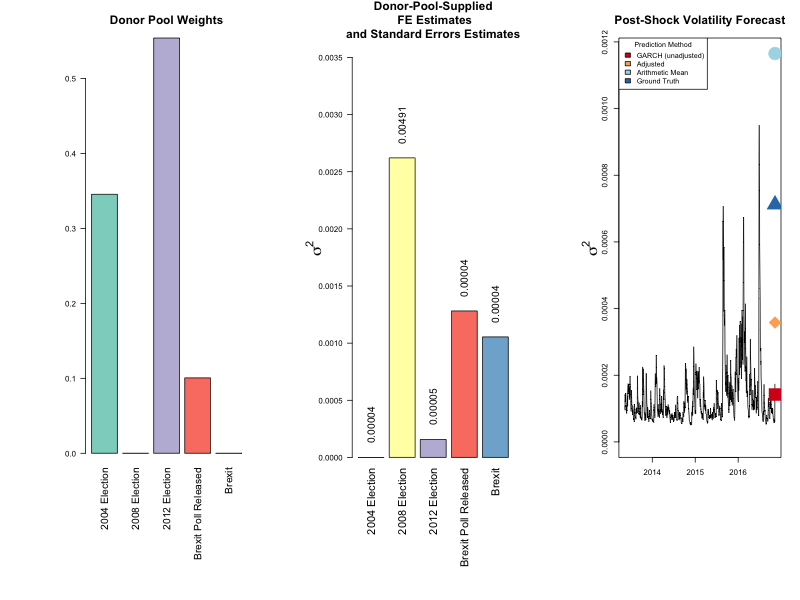 Donor Pool Weights
0.5
0.4
0.3
0.2
0.1
0.0
2004 Election
2008 Election
2012 Election
Brexit Poll Released
Brexit
Donor-Pool-Supplied
FE Estimates
and Standard Errors Estimates
σ2
0.0035
0.0030
0.0025
0.0020
0.0015
0.0010
0.0005
0.0000
0.00004
0.00491
0.00005
0.00004
0.00004
2004 Election
2008 Election
2012 Election
Brexit Poll Released
Brexit
Post-Shock Volatility Forecast
σ2
0.0012
0.0010
0.0008
0.0006
0.0004
0.0002
0.0000
Prediction Method
GARCH (unadjusted)
Adjusted
Arithmetic Mean
Ground Truth
2014
2015
2016